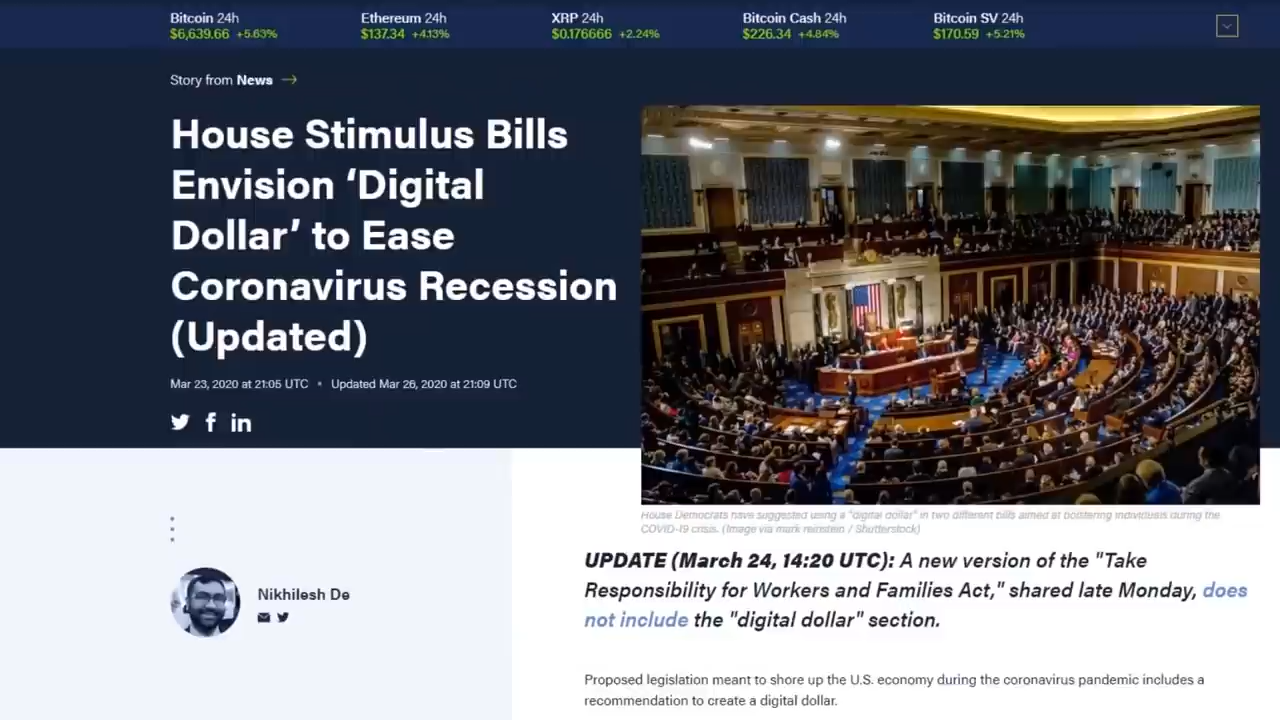 Bitcoin 24h
$6,639.66 +5.63%
Ethereum 24h
$137.34 +4.13%
XRP 24h
$0.176666 +2.24%
Bitcoin Cash 24h
$226.34 +4.84%
Bitcoin SV 24h
$170.59 +5.21%
Story from News →
House Stimulus Bills
Envision ‘Digital
Dollar’ to Ease
Coronavirus Recession
(Updated)
Mar 23, 2020 at 21:05 UTC • Updated Mar 26, 2020 at 21:09 UTC
House Democrats have suggested using a "digital dollar" in two different bills aimed at bolstering individuals during the
COVID-19 crisis. (Image via mark reinstein / Shutterstock)
Nikhilesh De
UPDATE (March 24, 14:20 UTC): A new version of the "Take
Responsibility for Workers and Families Act," shared late Monday, does
not include the "digital dollar" section.
Proposed legislation meant to shore up the U.S. economy during the coronavirus pandemic includes a
recommendation to create a digital dollar.